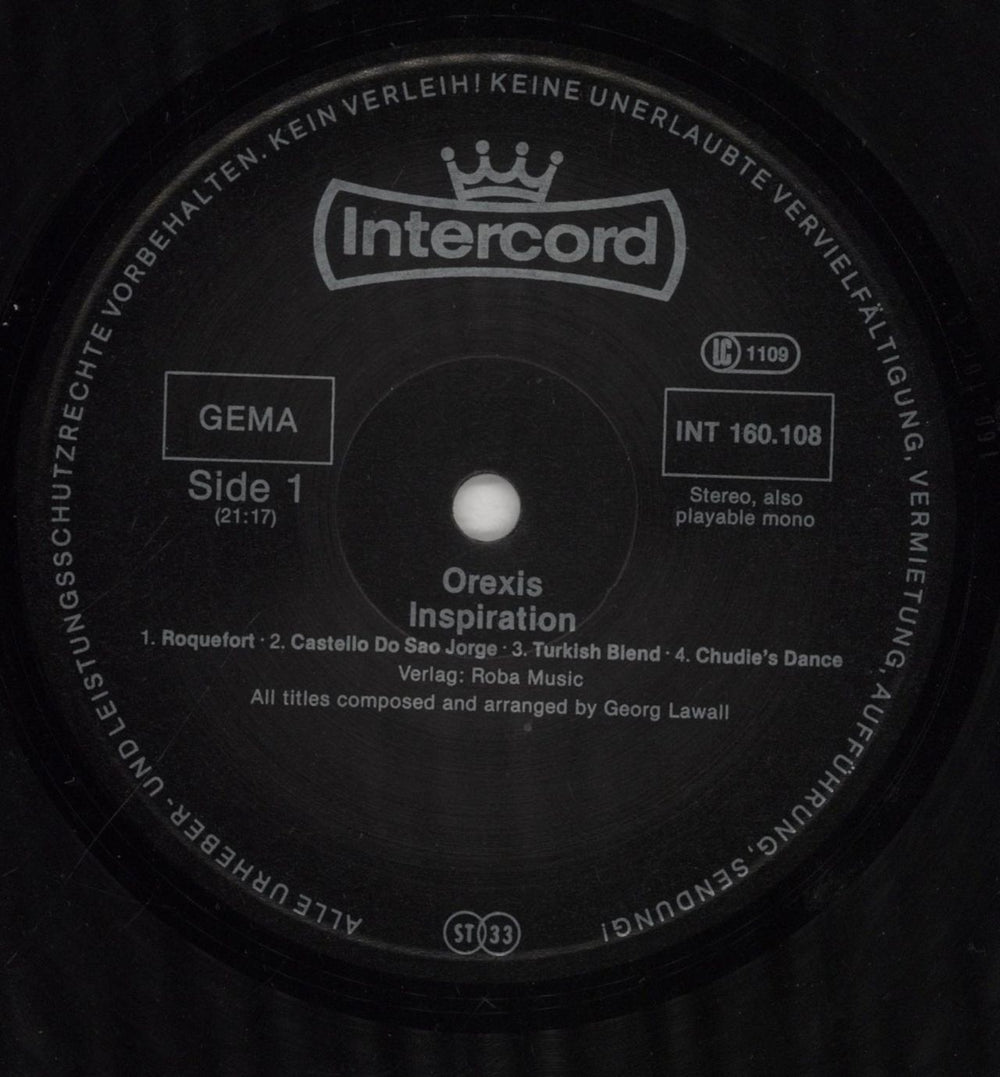 ALLE URHEBER- UND LEISTUNGSSCHUTZRECHTE VORBEHALTEN. KEIN VERLEIH! KEINE UNERLAUBTE VERVIELFÄLTIGUNG, VERMIETUNG, AUFFÜHRUNG, SENDUNG!
Intercord
LC 1109
GEMA
INT 160.108
Side 1
(21:17)
Stereo, also
playable mono
Orexis
Inspiration
1. Roquefort · 2. Castello Do Sao Jorge · 3. Turkish Blend · 4. Chudie's Dance
Verlag: Roba Music
All titles composed and arranged by Georg Lawall
ST 33